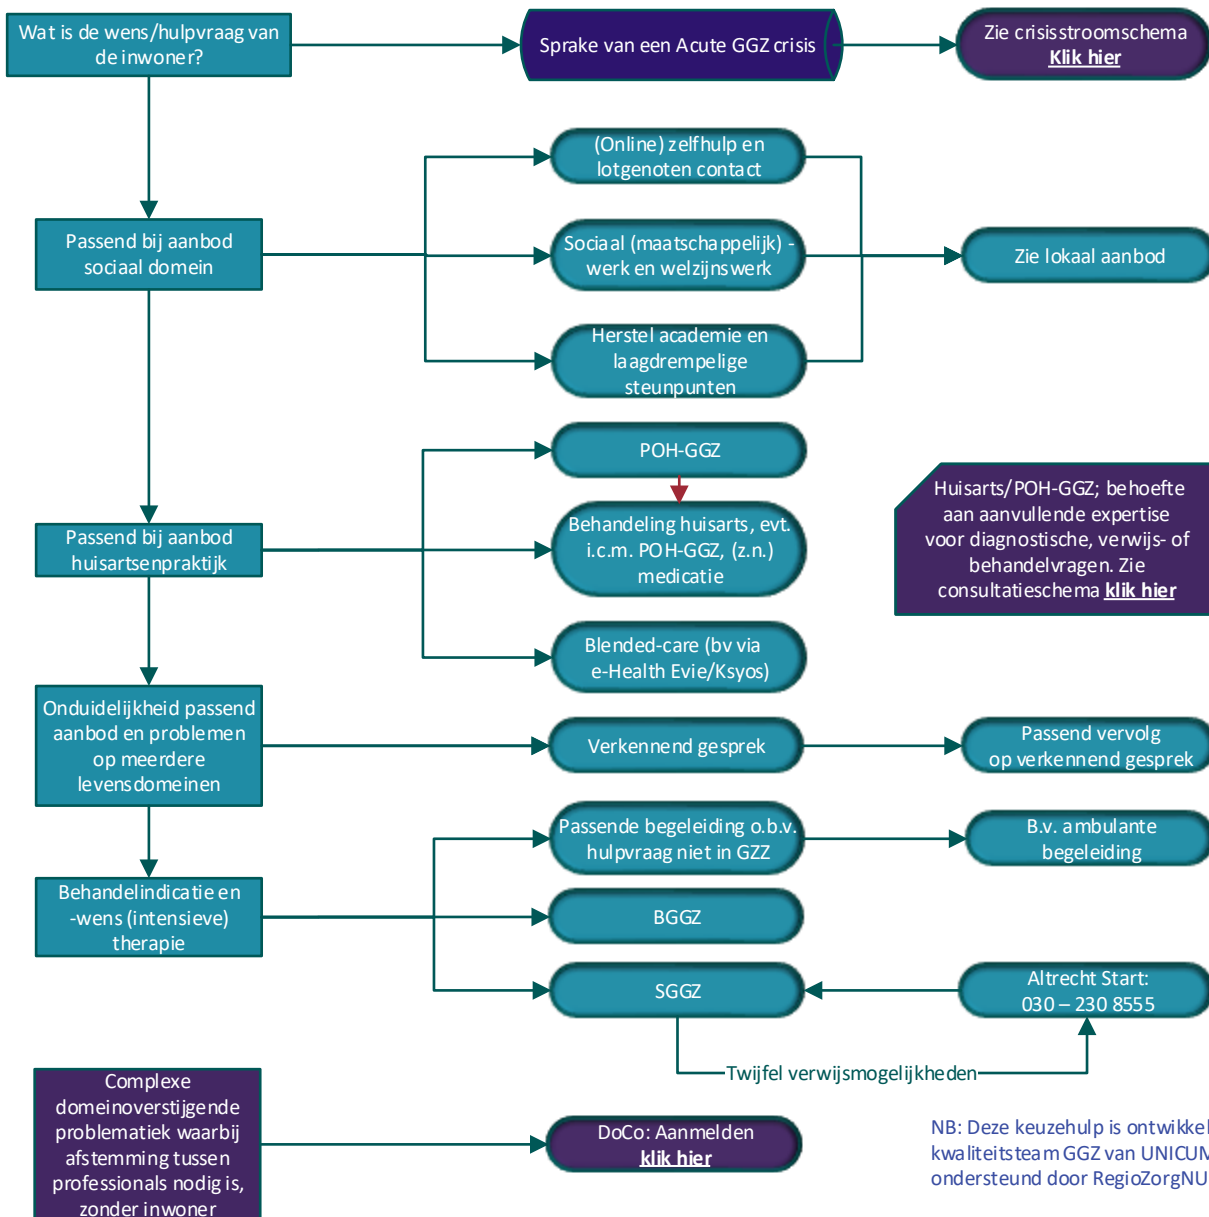 Wat is de wens/hulpvraag van
de inwoner?
Sprake van een Acute GGZ crisis
Zie crisisstroomschema
Klik hier
(Online) zelfhulp en
lotgenoten contact
Passend bij aanbod
sociaal domein
Sociaal (maatschappelijk) -
werk en welzijnswerk
Zie lokaal aanbod
Herstel academie en
laagdrempelige
steunpunten
POH-GGZ
Passend bij aanbod
huisartsenpraktijk
Behandeling huisarts, evt.
i.c.m. POH-GGZ, (z.n.)
medicatie
Huisarts/POH-GGZ; behoefte
aan aanvullende expertise
voor diagnostische, verwijs- of
behandelvragen. Zie
consultatieschema klik hier
Blended-care (bv via
e-Health Evie/Ksyos)
Onduidelijkheid passend
aanbod en problemen
op meerdere
levensdomeinen
Verkennend gesprek
Passend vervolg
op verkennend gesprek
Passende begeleiding o.b.v.
hulpvraag niet in GZZ
B.v. ambulante
begeleiding
Behandelindicatie en
-wens (intensieve)
therapie
BGGZ
SGGZ
Altrecht Start:
030 – 230 8555
Twijfel verwijsmogelijkheden
Complexe
domeinoverstijgende
problematiek waarbij
afstemming tussen
professionals nodig is,
zonder inwoner
DoCo: Aanmelden
klik hier
NB: Deze keuzehulp is ontwikkel
kwaliteitsteam GGZ van UNICUM
ondersteund door RegioZorgNU